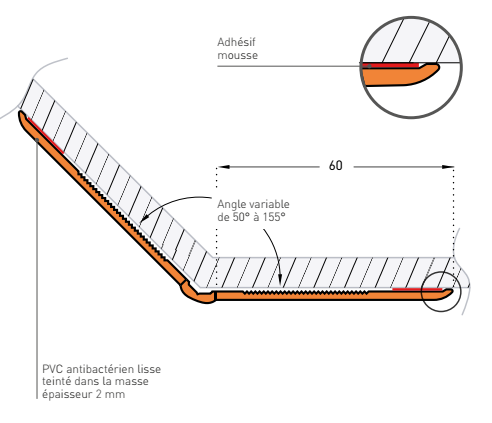 Adhésif
mousse
60
Angle variable
de 50° à 155°
PVC antibactérien lisse
teinté dans la masse
épaisseur 2 mm